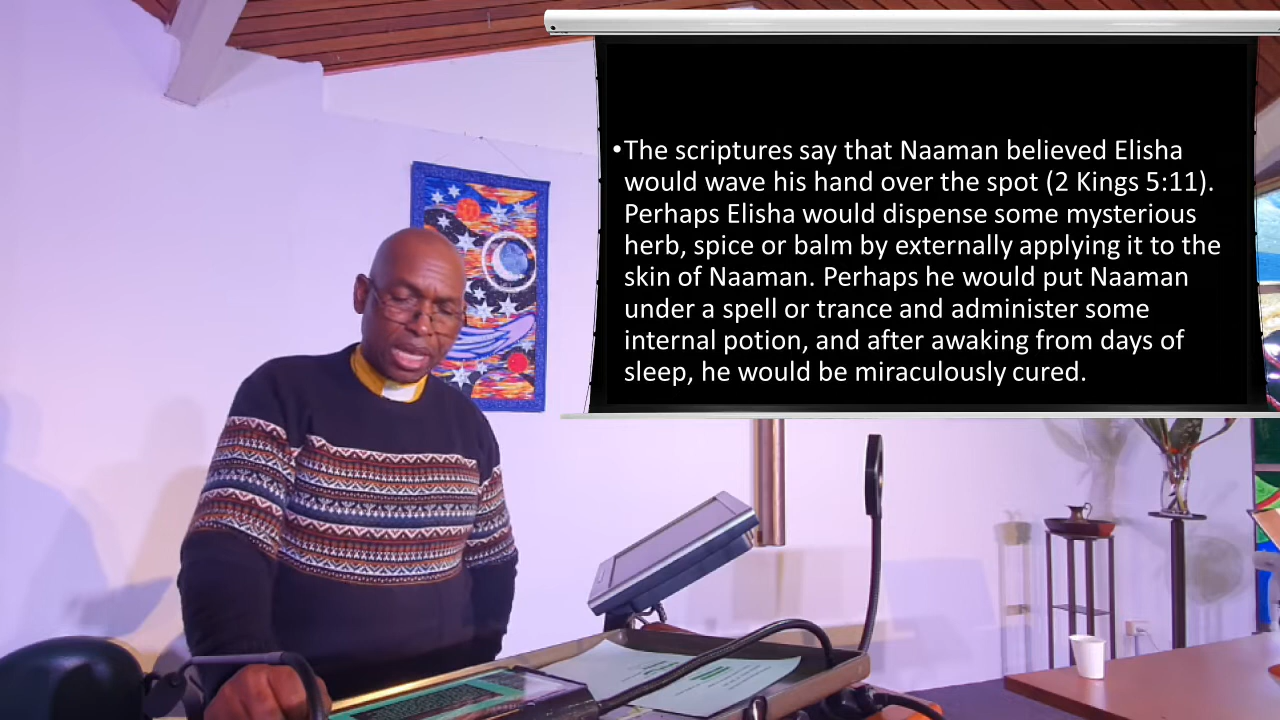 •The scriptures say that Naaman believed Elisha
would wave his hand over the spot (2 Kings 5:11).
Perhaps Elisha would dispense some mysterious
herb, spice or balm by externally applying it to the
skin of Naaman. Perhaps he would put Naaman
under a spell or trance and administer some
internal potion, and after awaking from days of
sleep, he would be miraculously cured.